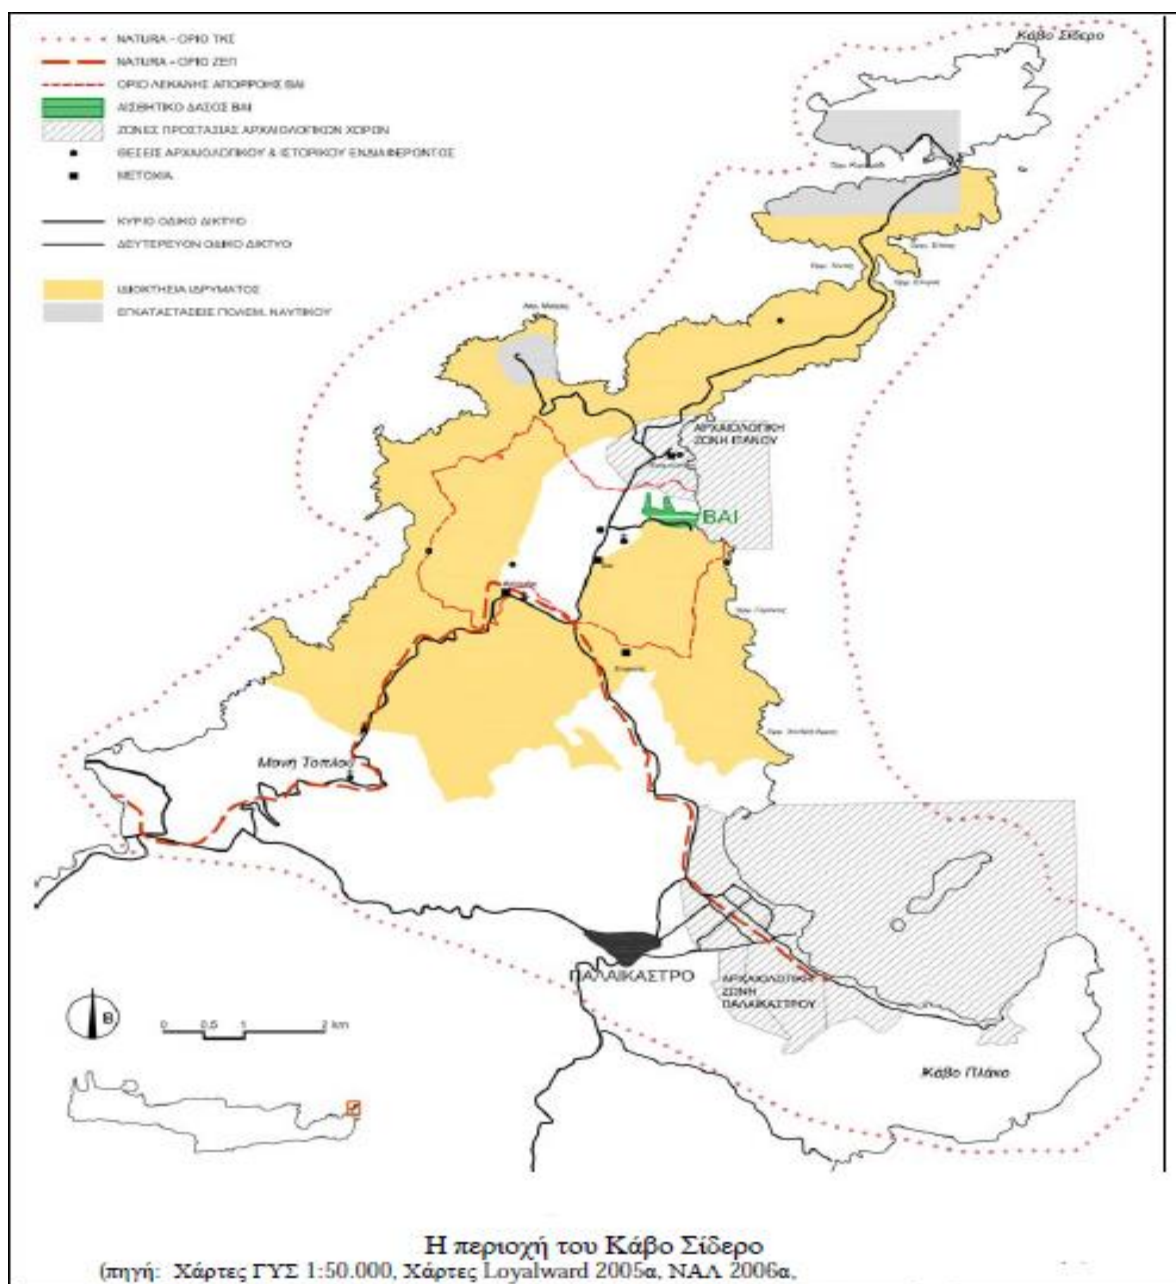 Κάβο Σίδερο
NATURA - ΟΡΙΟ ΤΚΣ
NATURA - ΟΡΙΟ ΖΕΠ
ΟΡΙΟ ΛΕΚΑΝΗΣ ΑΠΟΡΡΟΗΣ ΒΑΙ
ΑΙΣΘΗΤΙΚΟ ΔΑΣΟΣ ΒΑΙ
ΖΩΝΕΣ ΠΡΟΣΤΑΣΙΑΣ ΑΡΧΑΙΟΛΟΓΙΚΩΝ ΧΩΡΩΝ
ΘΕΣΕΙΣ ΑΡΧΑΙΟΛΟΓΙΚΟΥ & ΙΣΤΟΡΙΚΟΥ ΕΝΔΙΑΦΕΡΟΝΤΟΣ
ΜΕΤΟΧΙΑ
ΚΥΡΙΟ ΟΔΙΚΟ ΔΙΚΤΥΟ
ΔΕΥΤΕΡΕΥΟΝ ΟΔΙΚΟ ΔΙΚΤΥΟ
ΙΔΙΟΚΤΗΣΙΑ ΙΔΡΥΜΑΤΟΣ
ΕΓΚΑΤΑΣΤΑΣΕΙΣ ΠΟΛΕΜ. ΝΑΥΤΙΚΟΥ
ΑΡΧΑΙΟΛΟΓΙΚΗ
ΖΩΝΗ ΙΤΑΝΟΥ
ΒΑΙ
Μονή Τοπλού
ΠΑΛΑΙΚΑΣΤΡΟ
ΑΡΧΑΙΟΛΟΓΙΚΗ
ΖΩΝΗ
ΠΑΛΑΙΚΑΣΤΡΟΥ
Κάβο Πλάκο
Β
0 0,5 1 2 km
Η περιοχή του Κάβο Σίδερο
(πηγή: Χάρτες ΓΥΣ 1:50.000, Χάρτες Loyalward 2005α, ΝΑΛ 2006α,